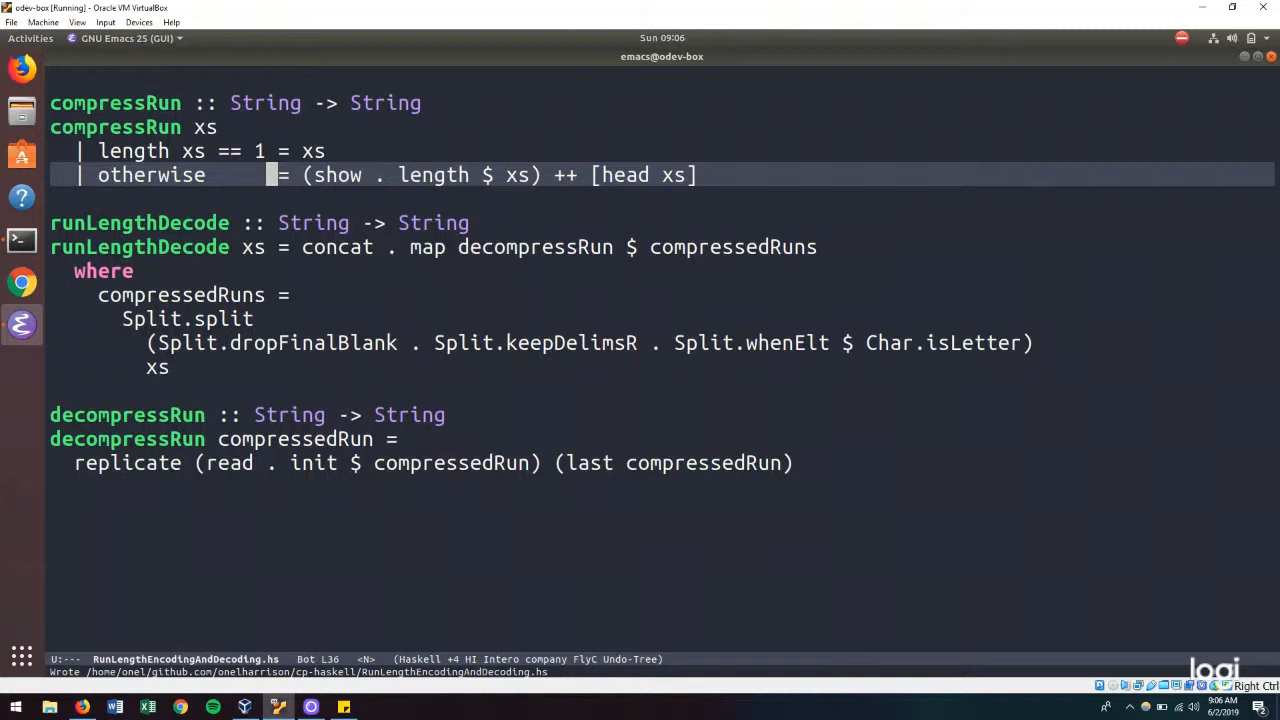 odev-box [Running] - Oracle VM VirtualBox
File Machine View Input Devices Help
Activities GNU Emacs 25 (GUI) Sun 09:06
emacs@odev-box
compressRun :: String -> String
compressRun xs
  | length xs == 1 = xs
  | otherwise     = (show . length $ xs) ++ [head xs]
runLengthDecode :: String -> String
runLengthDecode xs = concat . map decompressRun $ compressedRuns
  where
    compressedRuns =
      Split.split
        (Split.dropFinalBlank . Split.keepDelimsR . Split.whenElt $ Char.isLetter)
        xs
decompressRun :: String -> String
decompressRun compressedRun =
  replicate (read . init $ compressedRun) (last compressedRun)
U:--- RunLengthEncodingAndDecoding.hs Bot L36 <N> (Haskell +4 HI Intero company FlyC Undo-Tree)
Wrote /home/onel/github.com/onelharrison/cp-haskell/RunLengthEncodingAndDecoding.hs
logi
Right Ctrl
9:06 AM
6/2/2019
2